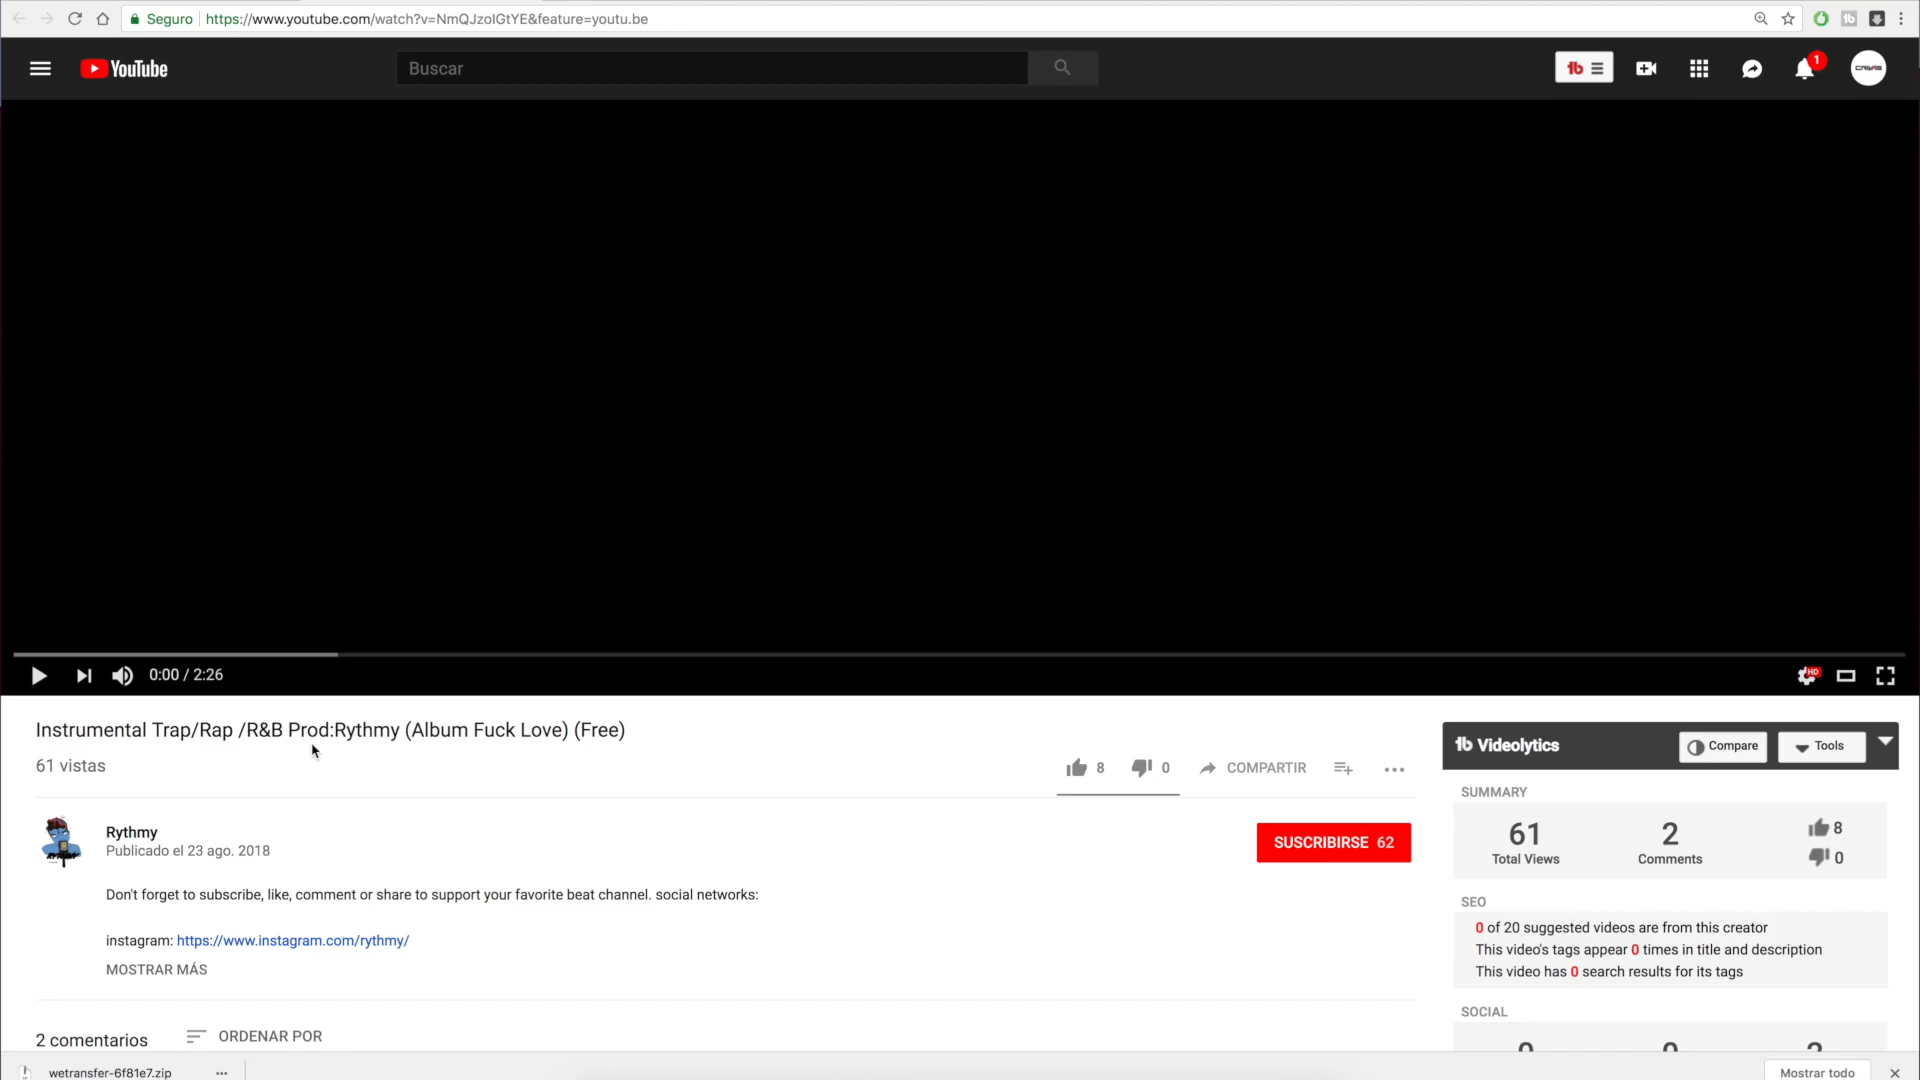 Seguro https://www.youtube.com/watch?v=NmQJzolGtYE&feature=youtu.be
YouTube
Buscar
1
0:00 / 2:26
HD
Instrumental Trap/Rap /R&B Prod:Rythmy (Album Fuck Love) (Free)
61 vistas
8 0 COMPARTIR
Rythmy
Publicado el 23 ago. 2018
SUSCRIBIRSE 62
Don't forget to subscribe, like, comment or share to support your favorite beat channel. social networks:
instagram: https://www.instagram.com/rythmy/
MOSTRAR MÁS
2 comentarios ORDENAR POR
Videolytics Compare Tools
SUMMARY
61 2 8
Total Views Comments 0
SEO
0 of 20 suggested videos are from this creator
This video's tags appear 0 times in title and description
This video has 0 search results for its tags
SOCIAL
wetransfer-6f81e7.zip
Mostrar todo